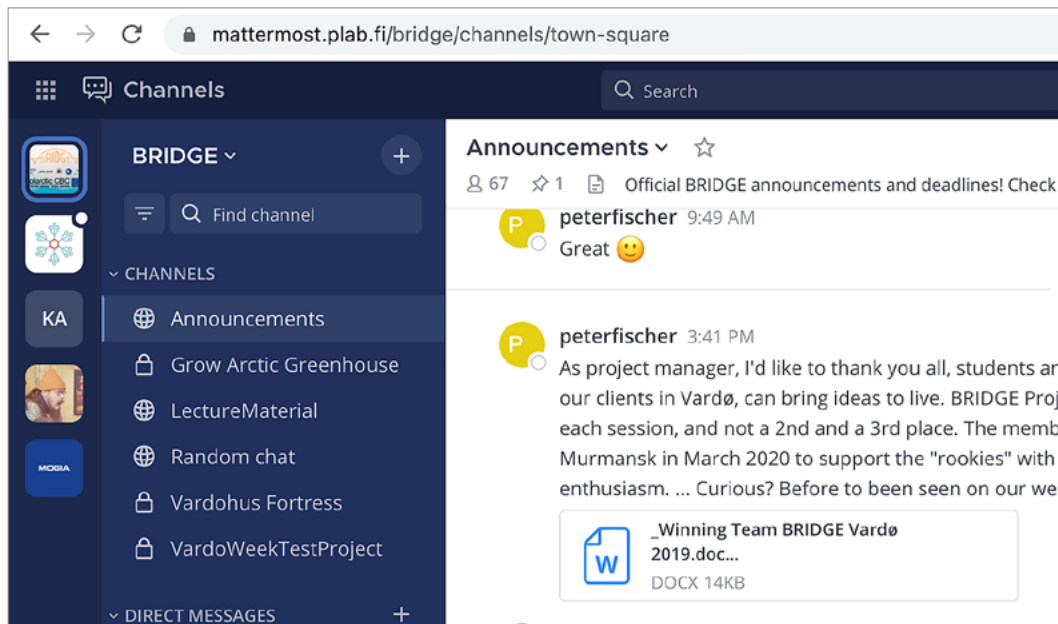 mattermost.plab.fi/bridge/channels/town-square
Channels
Search
BRIDGE
Find channel
CHANNELS
Announcements
Grow Arctic Greenhouse
LectureMaterial
Random chat
Vardohus Fortress
VardoWeekTestProject
DIRECT MESSAGES
KA
MOGIA
Announcements
67 1 Official BRIDGE announcements and deadlines! Check
P
peterfischer 9:49 AM
Great 🙂
P
peterfischer 3:41 PM
As project manager, I'd like to thank you all, students
our clients in Vardø, can bring ideas to live. BRIDGE
each session, and not a 2nd and a 3rd place. The
Murmansk in March 2020 to support the "rookies" with
enthusiasm. ... Curious? Before to been seen on our
W
_Winning Team BRIDGE Vardø
2019.doc...
DOCX 14KB